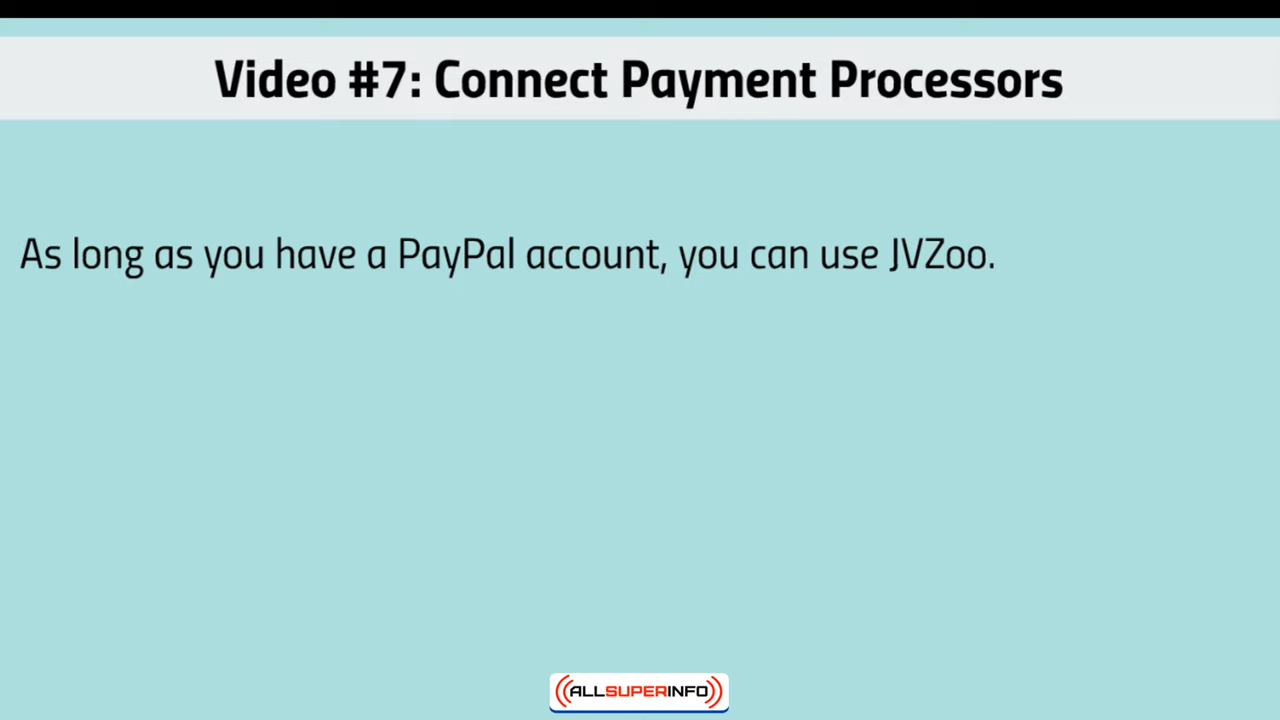 Video #7: Connect Payment Processors
As long as you have a PayPal account, you can use JVZoo.
ALLSUPERINFO